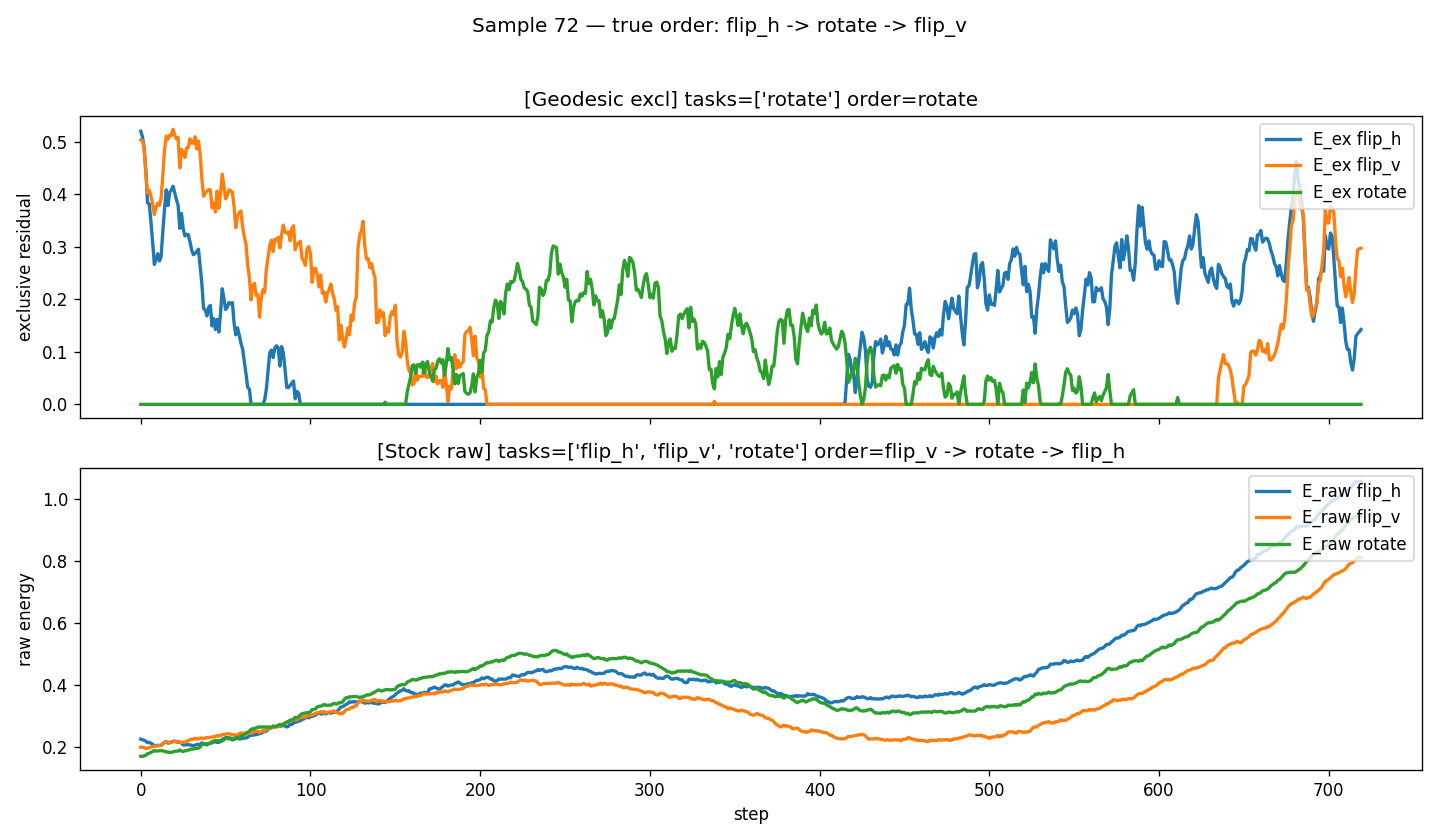 Sample 72 — true order: flip_h -> rotate -> flip_v
[Geodesic excl] tasks=['rotate'] order=rotate
exclusive residual
0.5
0.4
0.3
0.2
0.1
0.0
E_ex flip_h
E_ex flip_v
E_ex rotate
[Stock raw] tasks=['flip_h', 'flip_v', 'rotate'] order=flip_v -> rotate -> flip_h
raw energy
1.0
0.8
0.6
0.4
0.2
E_raw flip_h
E_raw flip_v
E_raw rotate
0 100 200 300 400 500 600 700
step